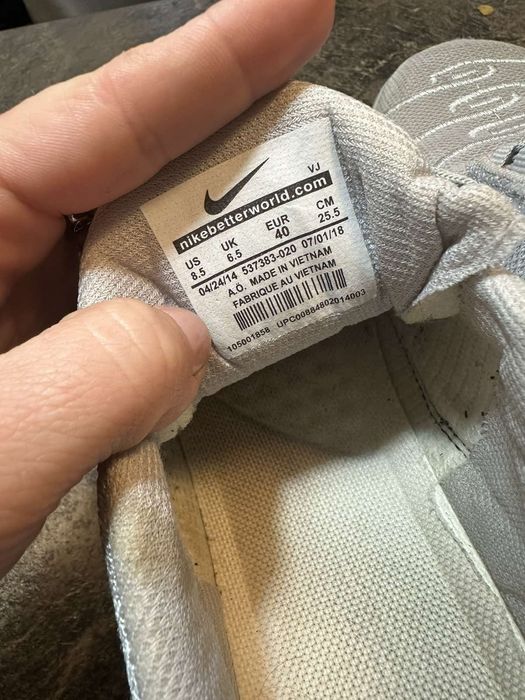 VJ
nikebetterworld.com
US UK EUR CM
8.5 6.5 40 25.5
04/24/14 537383-020 07/01/18
A.O. MADE IN VIETNAM
FABRIQUE AU VIETNAM
105001858 UPC00884802014003